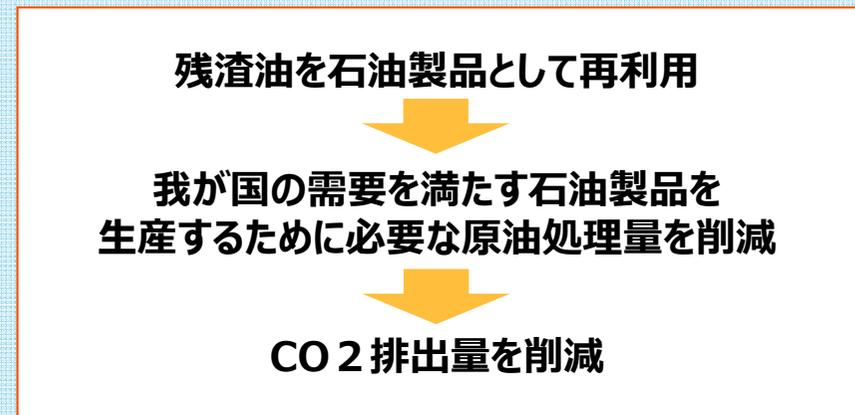 残渣油を石油製品として再利用
我が国の需要を満たす石油製品を
生産するために必要な原油処理量を削減
CO２排出量を削減